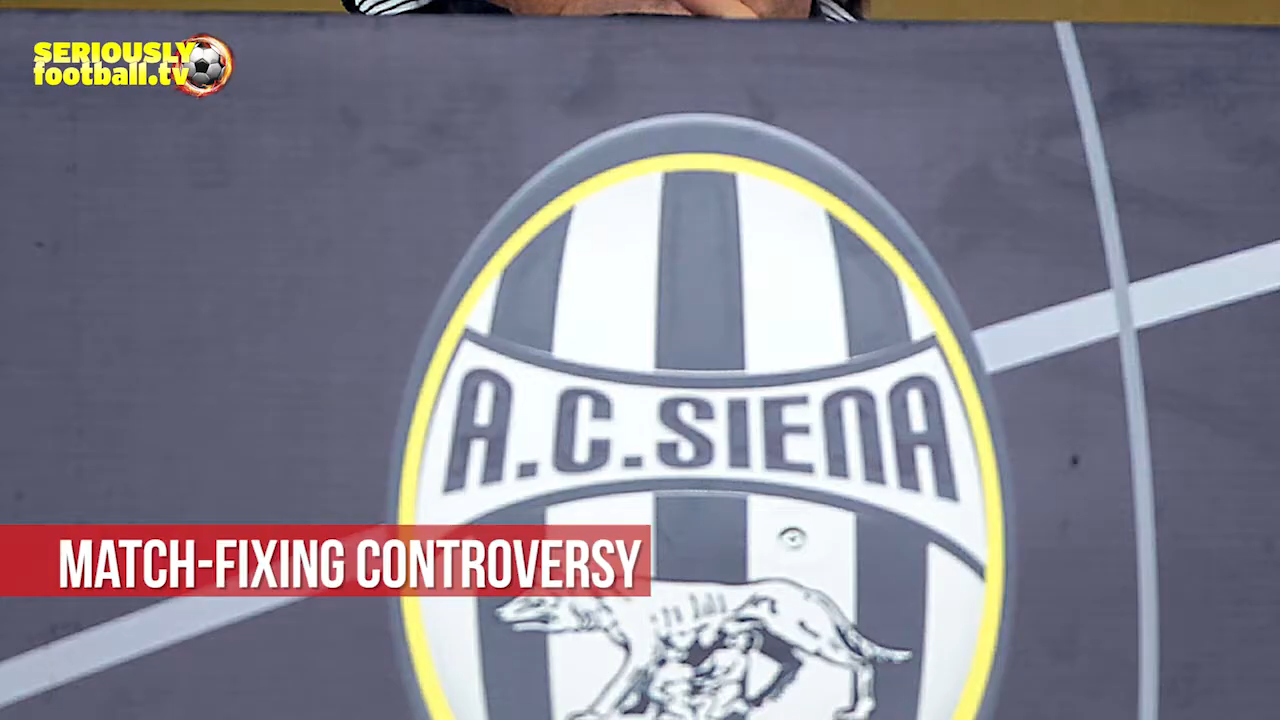 SERIOUSLY
football.tv
A.C.SIENA
MATCH-FIXING CONTROVERSY